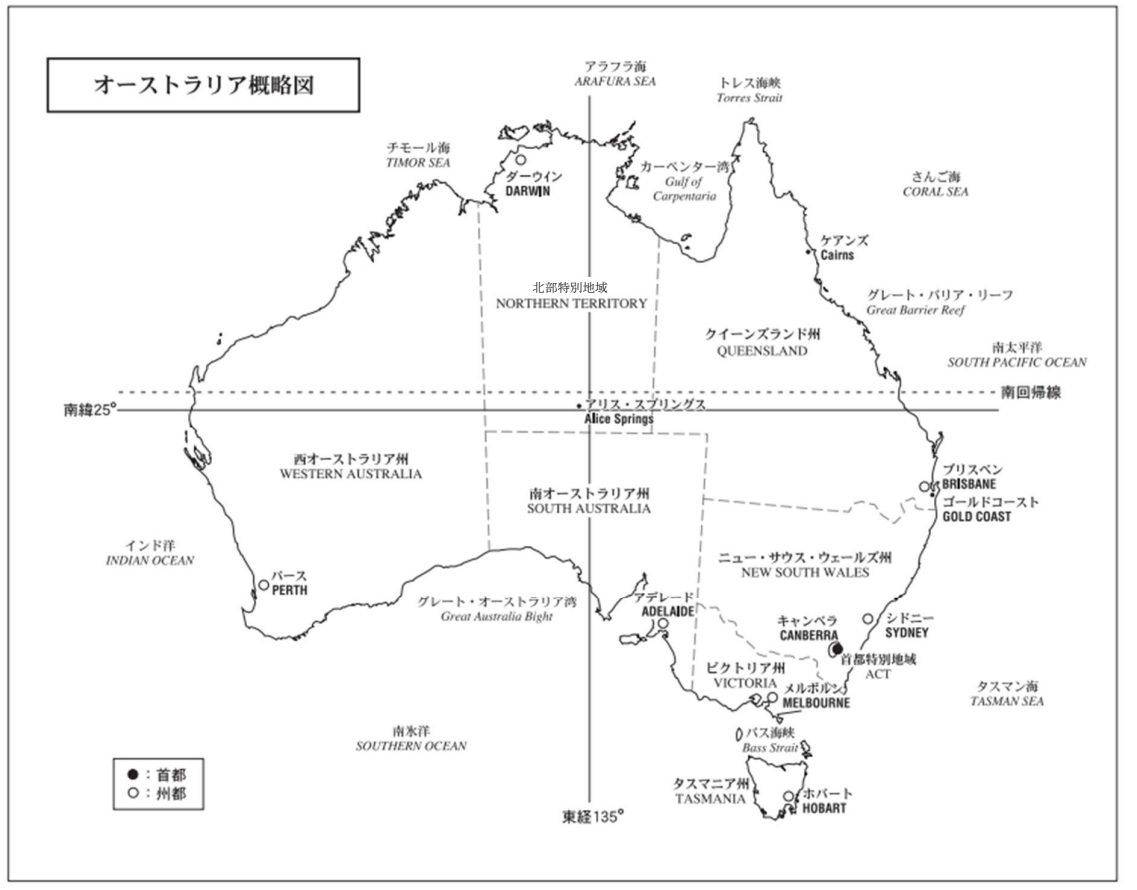 オーストラリア概略図
アラフラ海
ARAFURA SEA
トレス海峡
Torres Strait
チモール海
TIMOR SEA
ダーウイン
DARWIN
カーペンター湾
Gulf of
Carpentaria
さんご海
CORAL SEA
ケアンズ
Cairns
北部特別地域
NORTHERN TERRITORY
グレート・バリア・リーフ
Great Barrier Reef
クイーンズランド州
QUEENSLAND
南太平洋
SOUTH PACIFIC OCEAN
南回帰線
南緯25°
アリス・スプリングス
Alice Springs
西オーストラリア州
WESTERN AUSTRALIA
ブリスベン
BRISBANE
南オーストラリア州
SOUTH AUSTRALIA
ゴールドコースト
GOLD COAST
インド洋
INDIAN OCEAN
ニュー・サウス・ウェールズ州
NEW SOUTH WALES
パース
PERTH
グレート・オーストラリア湾
Great Australia Bight
アデレード
ADELAIDE
キャンベラ
CANBERRA
シドニー
SYDNEY
首都特別地域
ACT
ビクトリア州
VICTORIA
メルボルン
MELBOURNE
タスマン海
TASMAN SEA
南氷洋
SOUTHERN OCEAN
バス海峡
Bass Strait
●：首都
○：州都
タスマニア州
TASMANIA
ホバート
HOBART
東経135°